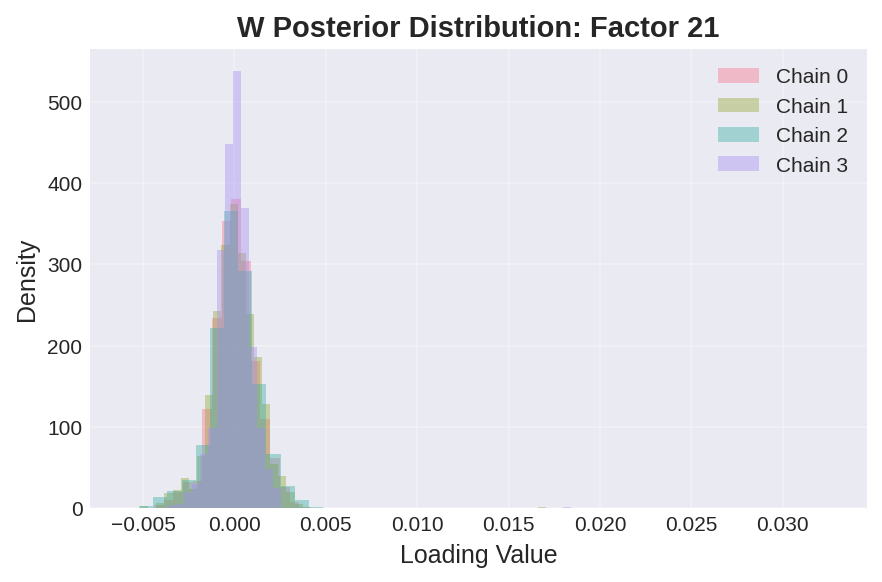 W Posterior Distribution: Factor 21
Chain 0
Chain 1
Chain 2
Chain 3
Density
500
400
300
200
100
0
−0.005 0.000 0.005 0.010 0.015 0.020 0.025 0.030
Loading Value